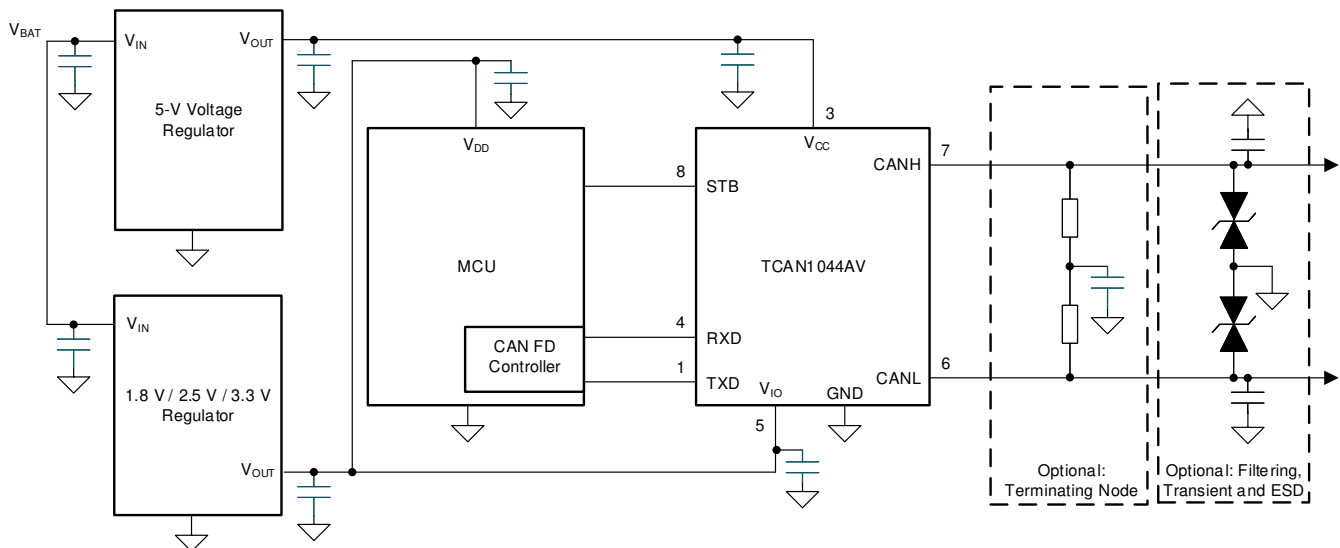 VBAT
VIN
VOUT
5-V Voltage
Regulator
VIN
1.8 V / 2.5 V / 3.3 V
Regulator
VOUT
VDD
MCU
CAN FD
Controller
8
4
1
3
VCC
STB
CANH
7
TCAN1044AV
RXD
TXD
VIO
GND
CANL
6
5
Optional:
Terminating Node
Optional: Filtering,
Transient and ESD